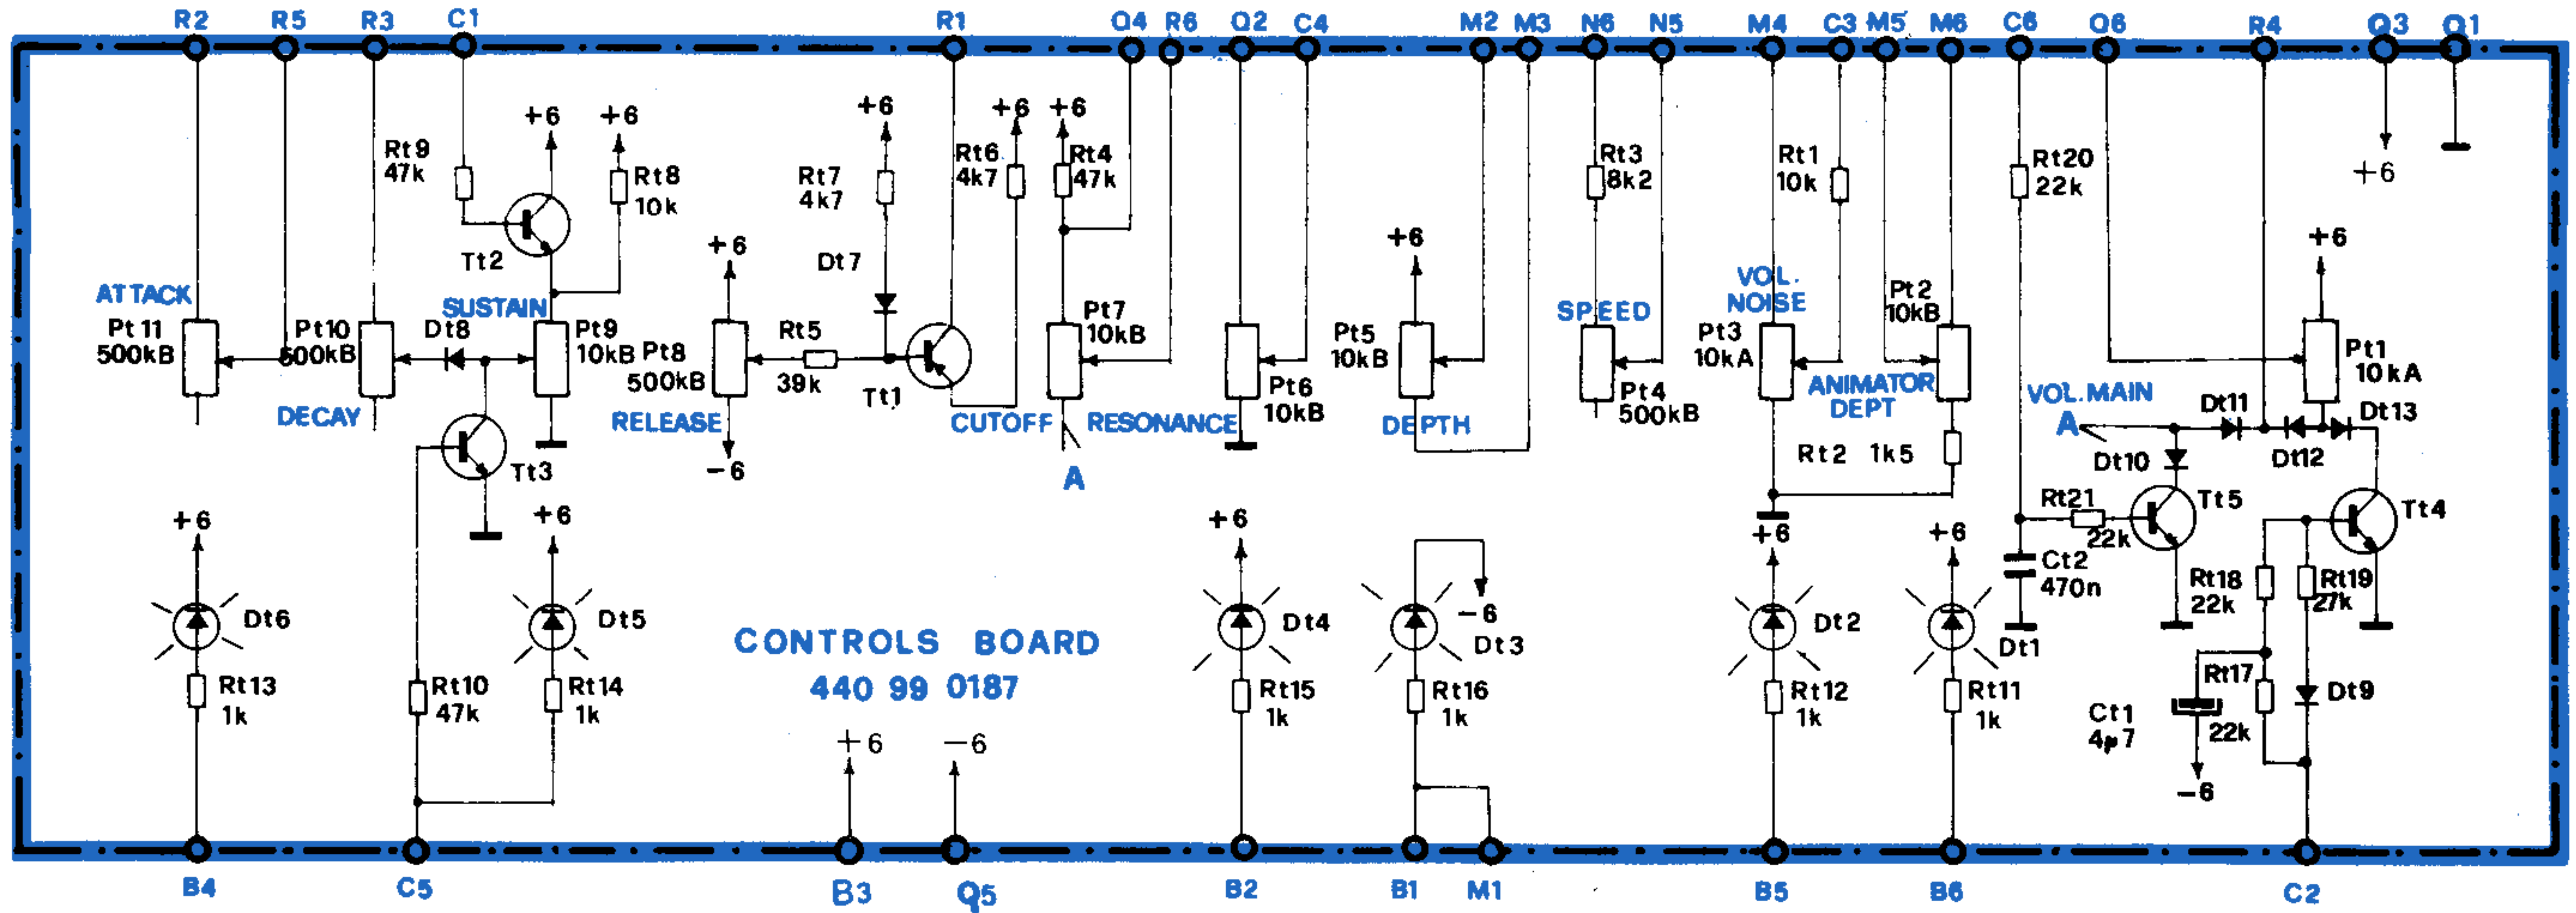 R2 R5 R3 C1 R1 Q4 R6 Q2 C4 M2 M3 N6 N5 M4 C3 M5 M6 C6 Q6 R4 Q3 Q1
+6 +6
Rt9
47k
Rt8
10k
Tt2
+6
Rt7
4k7
Dt7
+6 +6
Rt6
4k7
Rt4
47k
Rt3
8k2
Rt1
10k
Rt20
22k
+6
ATTACK
Pt11
500kB
Pt10
500kB
DECAY
Dt8
SUSTAIN
Pt9
10kB
Tt3
+6
Pt8
500kB
RELEASE
-6
Rt5
39k
Tt1
CUTOFF
Pt7
10kB
A
RESONANCE
Pt6
10kB
+6
Pt5
10kB
DEPTH
SPEED
Pt4
500kB
VOL.
NOISE
Pt3
10kA
Pt2
10kB
ANIMATOR
DEPT
Rt2 1k5
+6
Pt1
10kA
VOL.MAIN
A
Dt11
Dt13
Dt10
Dt12
Rt21
22k
Tt5
Tt4
Ct2
470n
Rt18
22k
Rt19
27k
Rt17
22k
Dt9
Ct1
4µ7
-6
+6
Dt6
Rt13
1k
Rt10
47k
+6
Dt5
Rt14
1k
CONTROLS BOARD
440 99 0187
+6 -6
+6
Dt4
Rt15
1k
-6
Dt3
Rt16
1k
+6
Dt2
Rt12
1k
+6
Dt1
Rt11
1k
B4 C5 B3 Q5 B2 B1 M1 B5 B6 C2